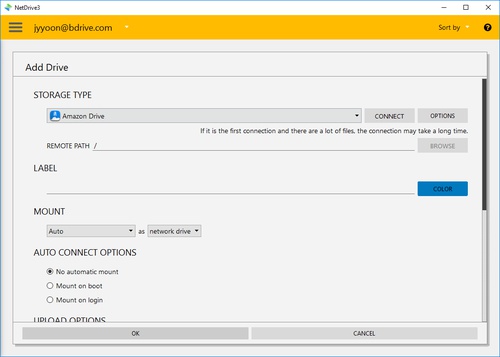 NetDrive3
jyyoon@bdrive.com
Sort by
?
Add Drive
STORAGE TYPE
Amazon Drive
CONNECT
OPTIONS
If it is the first connection and there are a lot of files, the connection may take a long time.
REMOTE PATH /
BROWSE
LABEL
COLOR
MOUNT
Auto as network drive
AUTO CONNECT OPTIONS
No automatic mount
Mount on boot
Mount on login
UPLOAD OPTIONS
OK
CANCEL